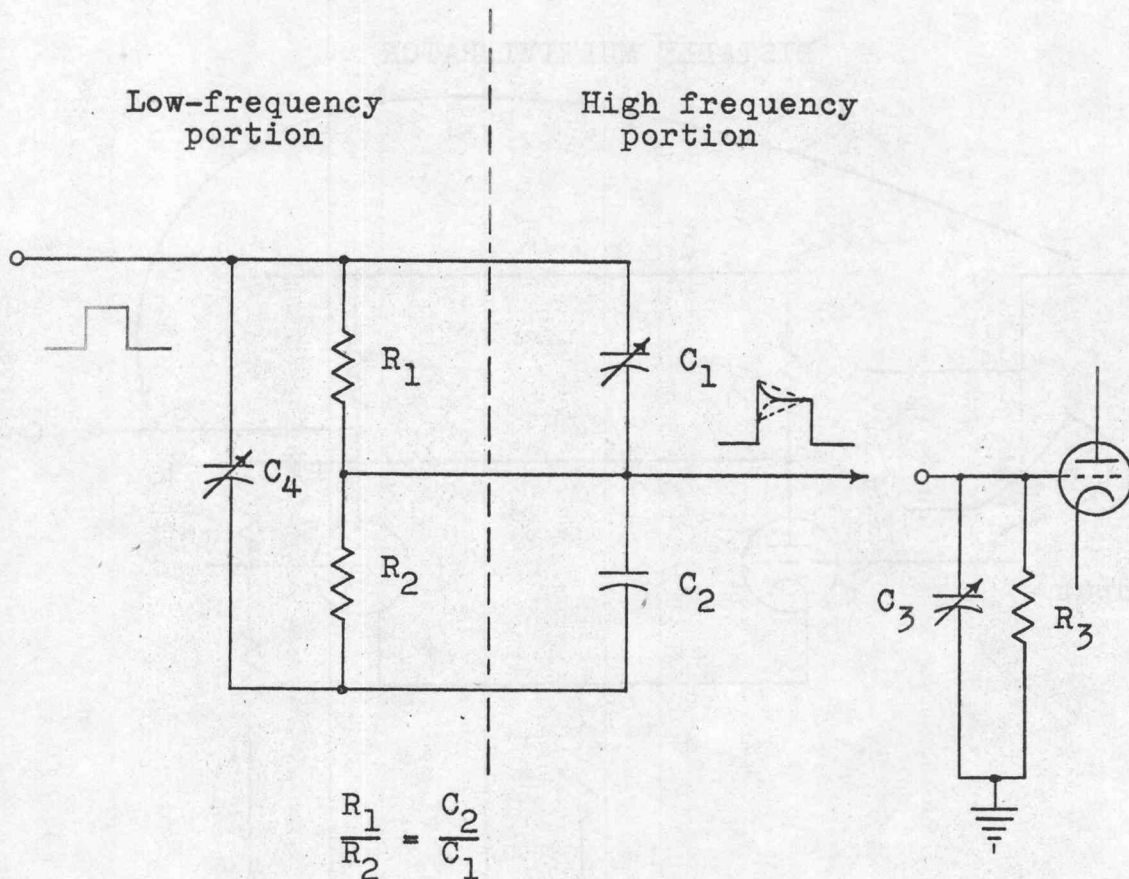 Low-frequency
portion
High frequency
portion
R1
C1
C4
R2
C2
C3
R3
R1/R2 = C2/C1